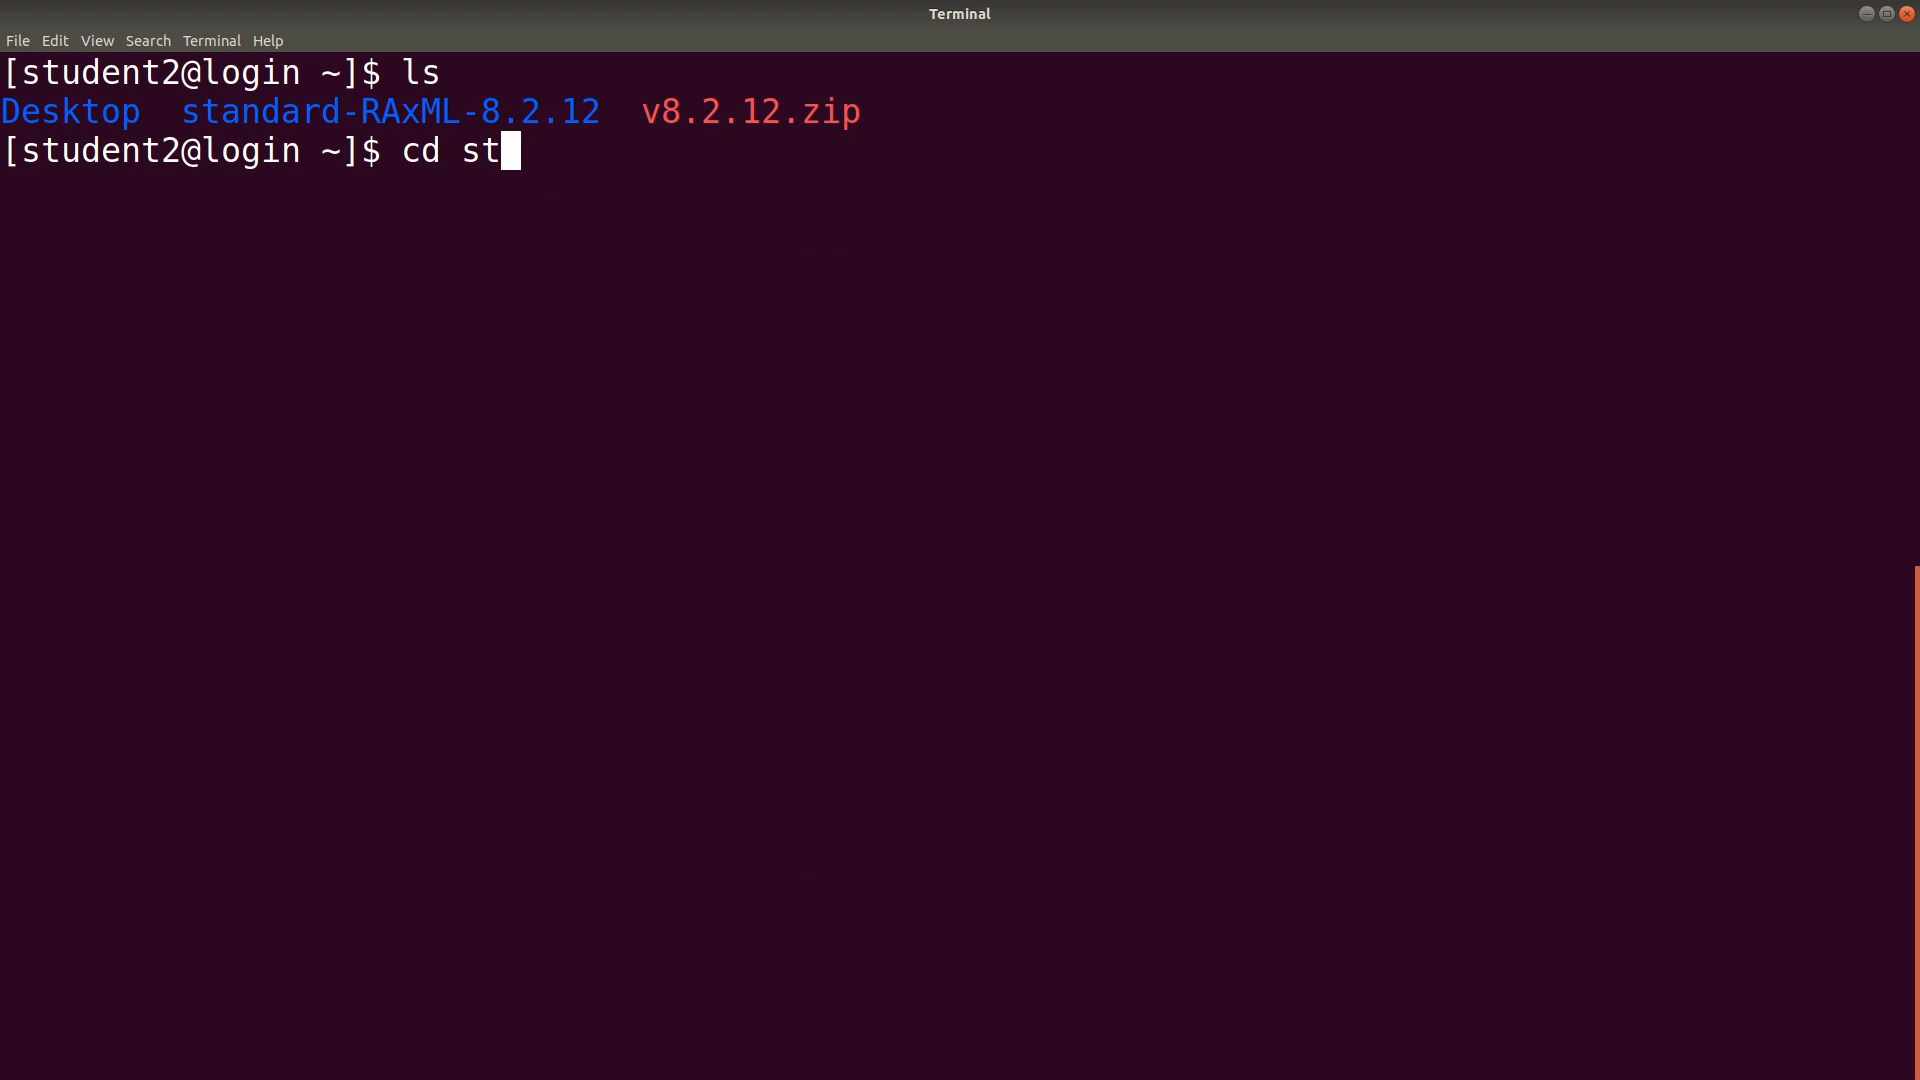 Terminal
File Edit View Search Terminal Help
[student2@login ~]$ ls
Desktop  standard-RAxML-8.2.12  v8.2.12.zip
[student2@login ~]$ cd st